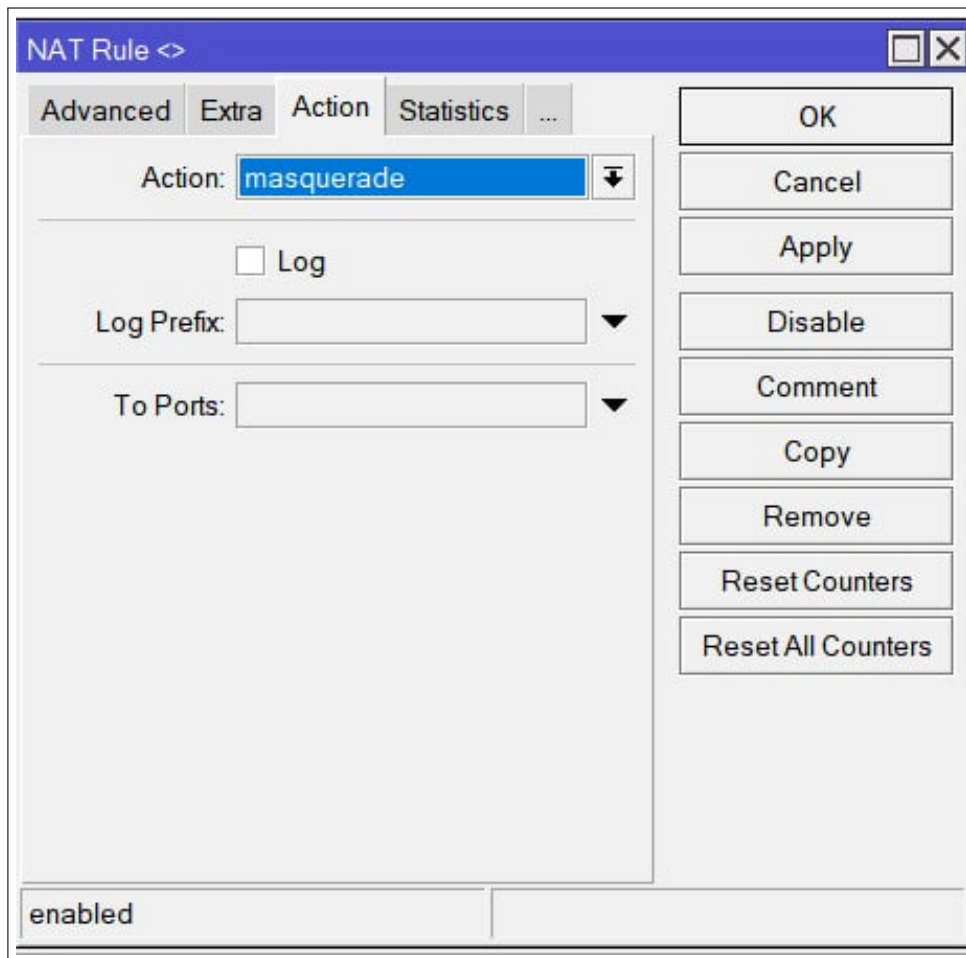 NAT Rule <>
Advanced Extra Action Statistics ...
Action: masquerade
Log
Log Prefix:
To Ports:
OK
Cancel
Apply
Disable
Comment
Copy
Remove
Reset Counters
Reset All Counters
enabled